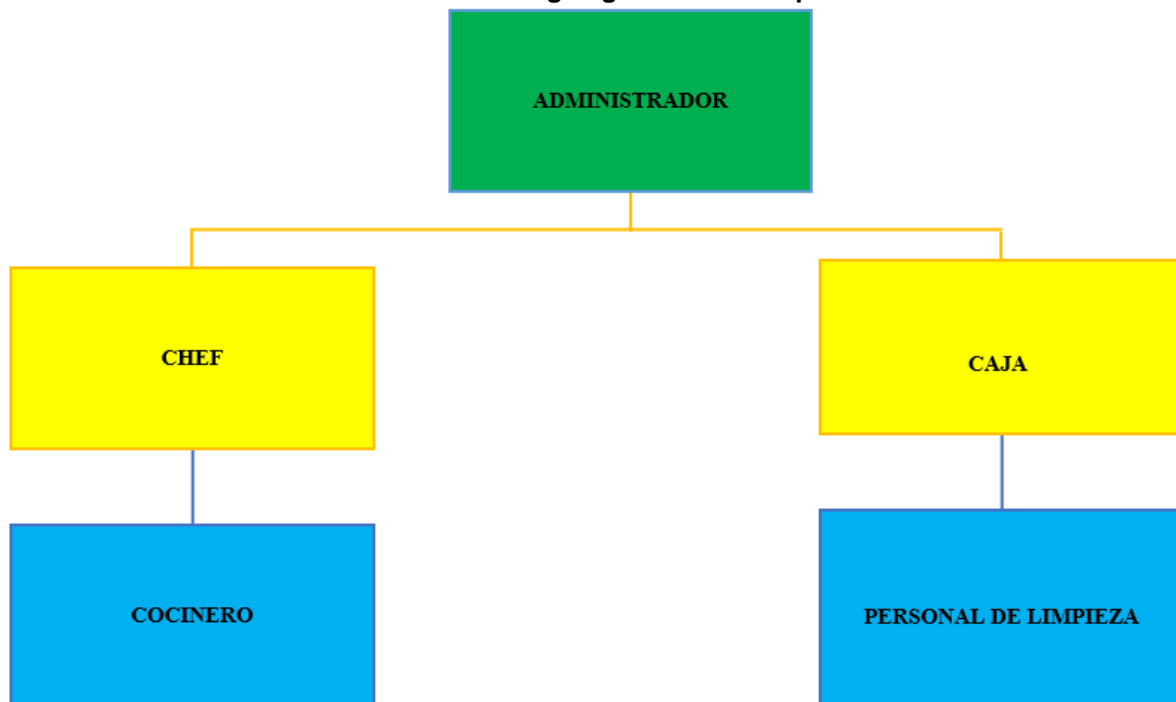 ADMINISTRADOR
CHEF
CAJA
COCINERO
PERSONAL DE LIMPIEZA